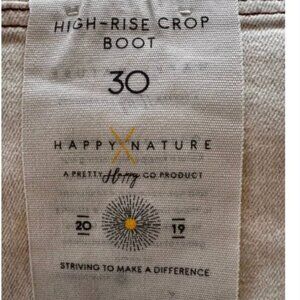 HIGH-RISE CROP
BOOT
30
HAPPY X NATURE
A PRETTY Happy CO PRODUCT
20 19
STRIVING TO MAKE A DIFFERENCE